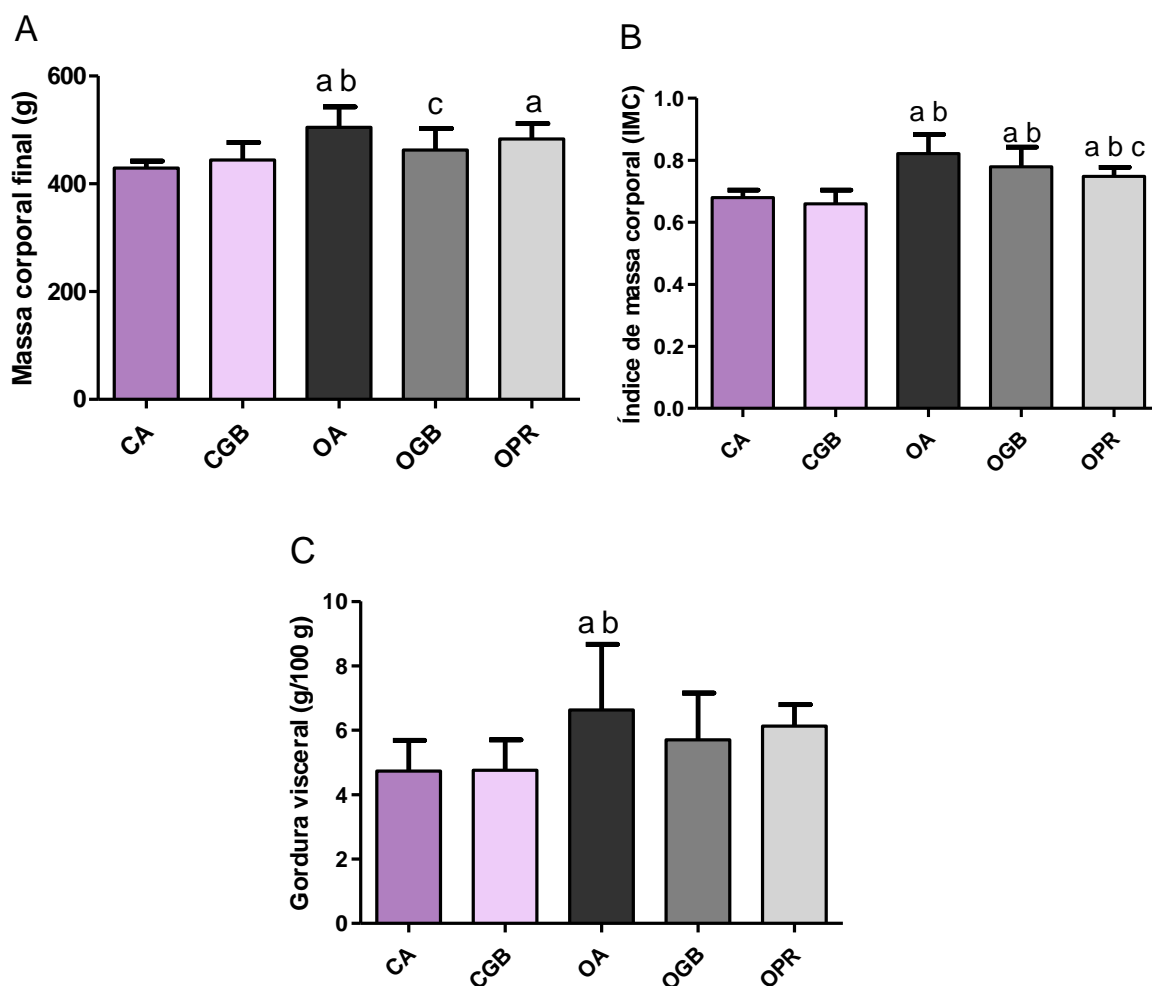 A
Massa corporal final (g)
600
400
200
0
a b
c
a
CA
CGB
OA
OGB
OPR
B
Índice de massa corporal (IMC)
1.0
0.8
0.6
0.4
0.2
0.0
a b
a b
a b c
CA
CGB
OA
OGB
OPR
C
Gordura visceral (g/100 g)
10
8
6
4
2
0
a b
CA
CGB
OA
OGB
OPR